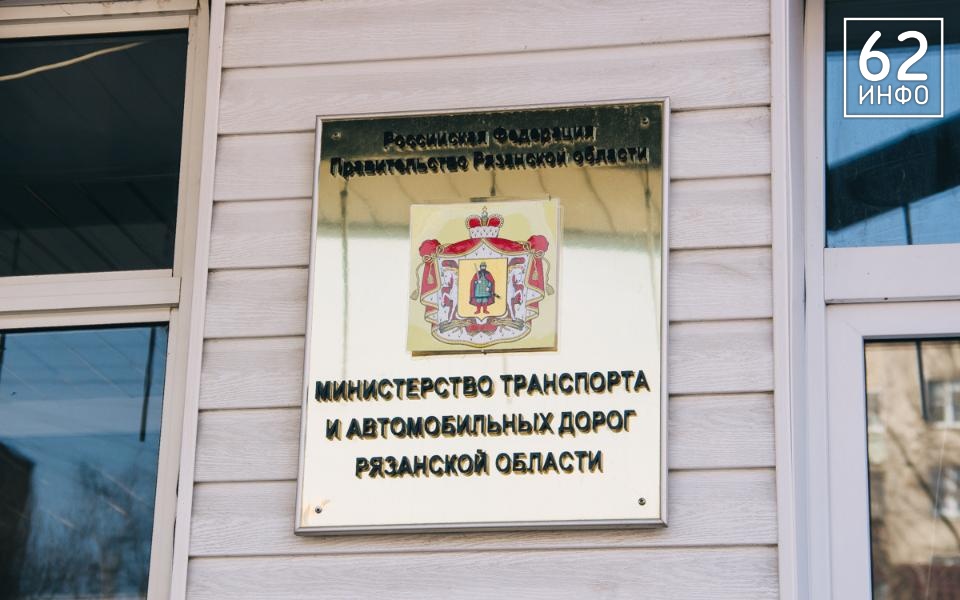 62
ИНФО
Российская Федерация
Правительство Рязанской области
МИНИСТЕРСТВО ТРАНСПОРТА
И АВТОМОБИЛЬНЫХ ДОРОГ
РЯЗАНСКОЙ ОБЛАСТИ